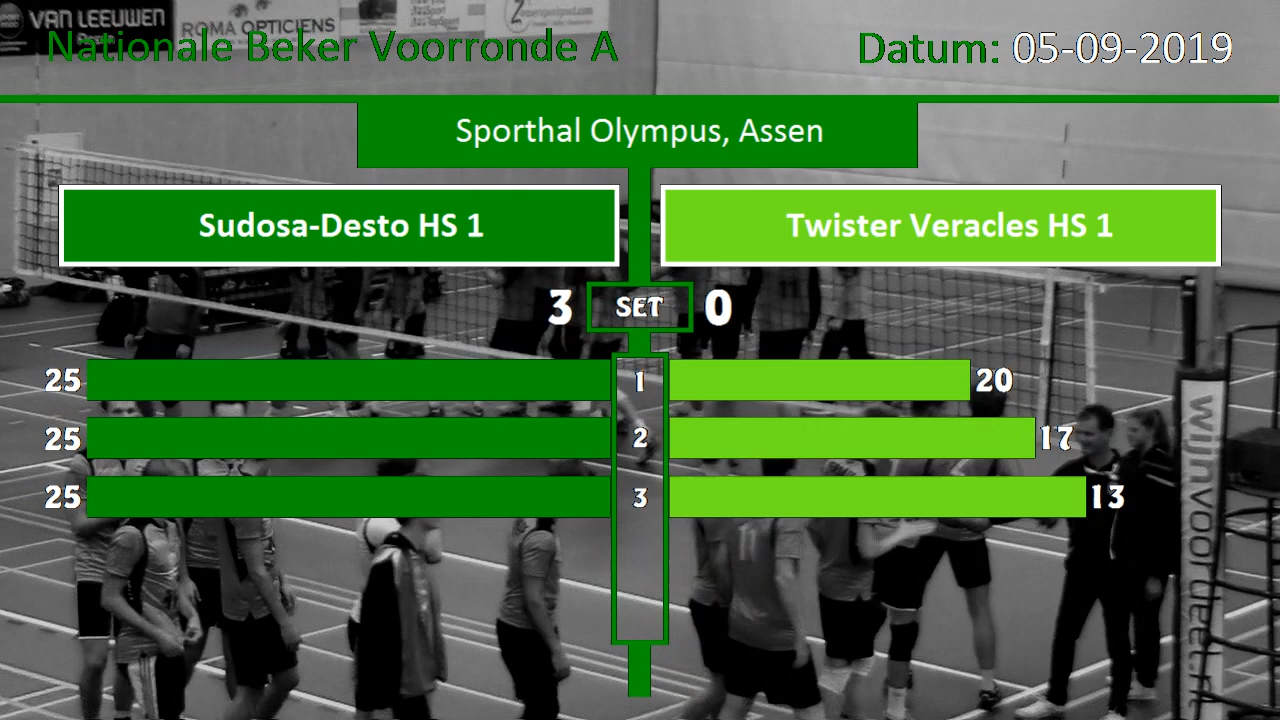 VAN LEEUWEN
ROMA OPTICIENS
Nationale Beker Voorronde A
Datum: 05-09-2019
Sporthal Olympus, Assen
Sudosa-Desto HS 1
Twister Veracles HS 1
3 SET 0
25 1 20
25 2 17
25 3 13
11